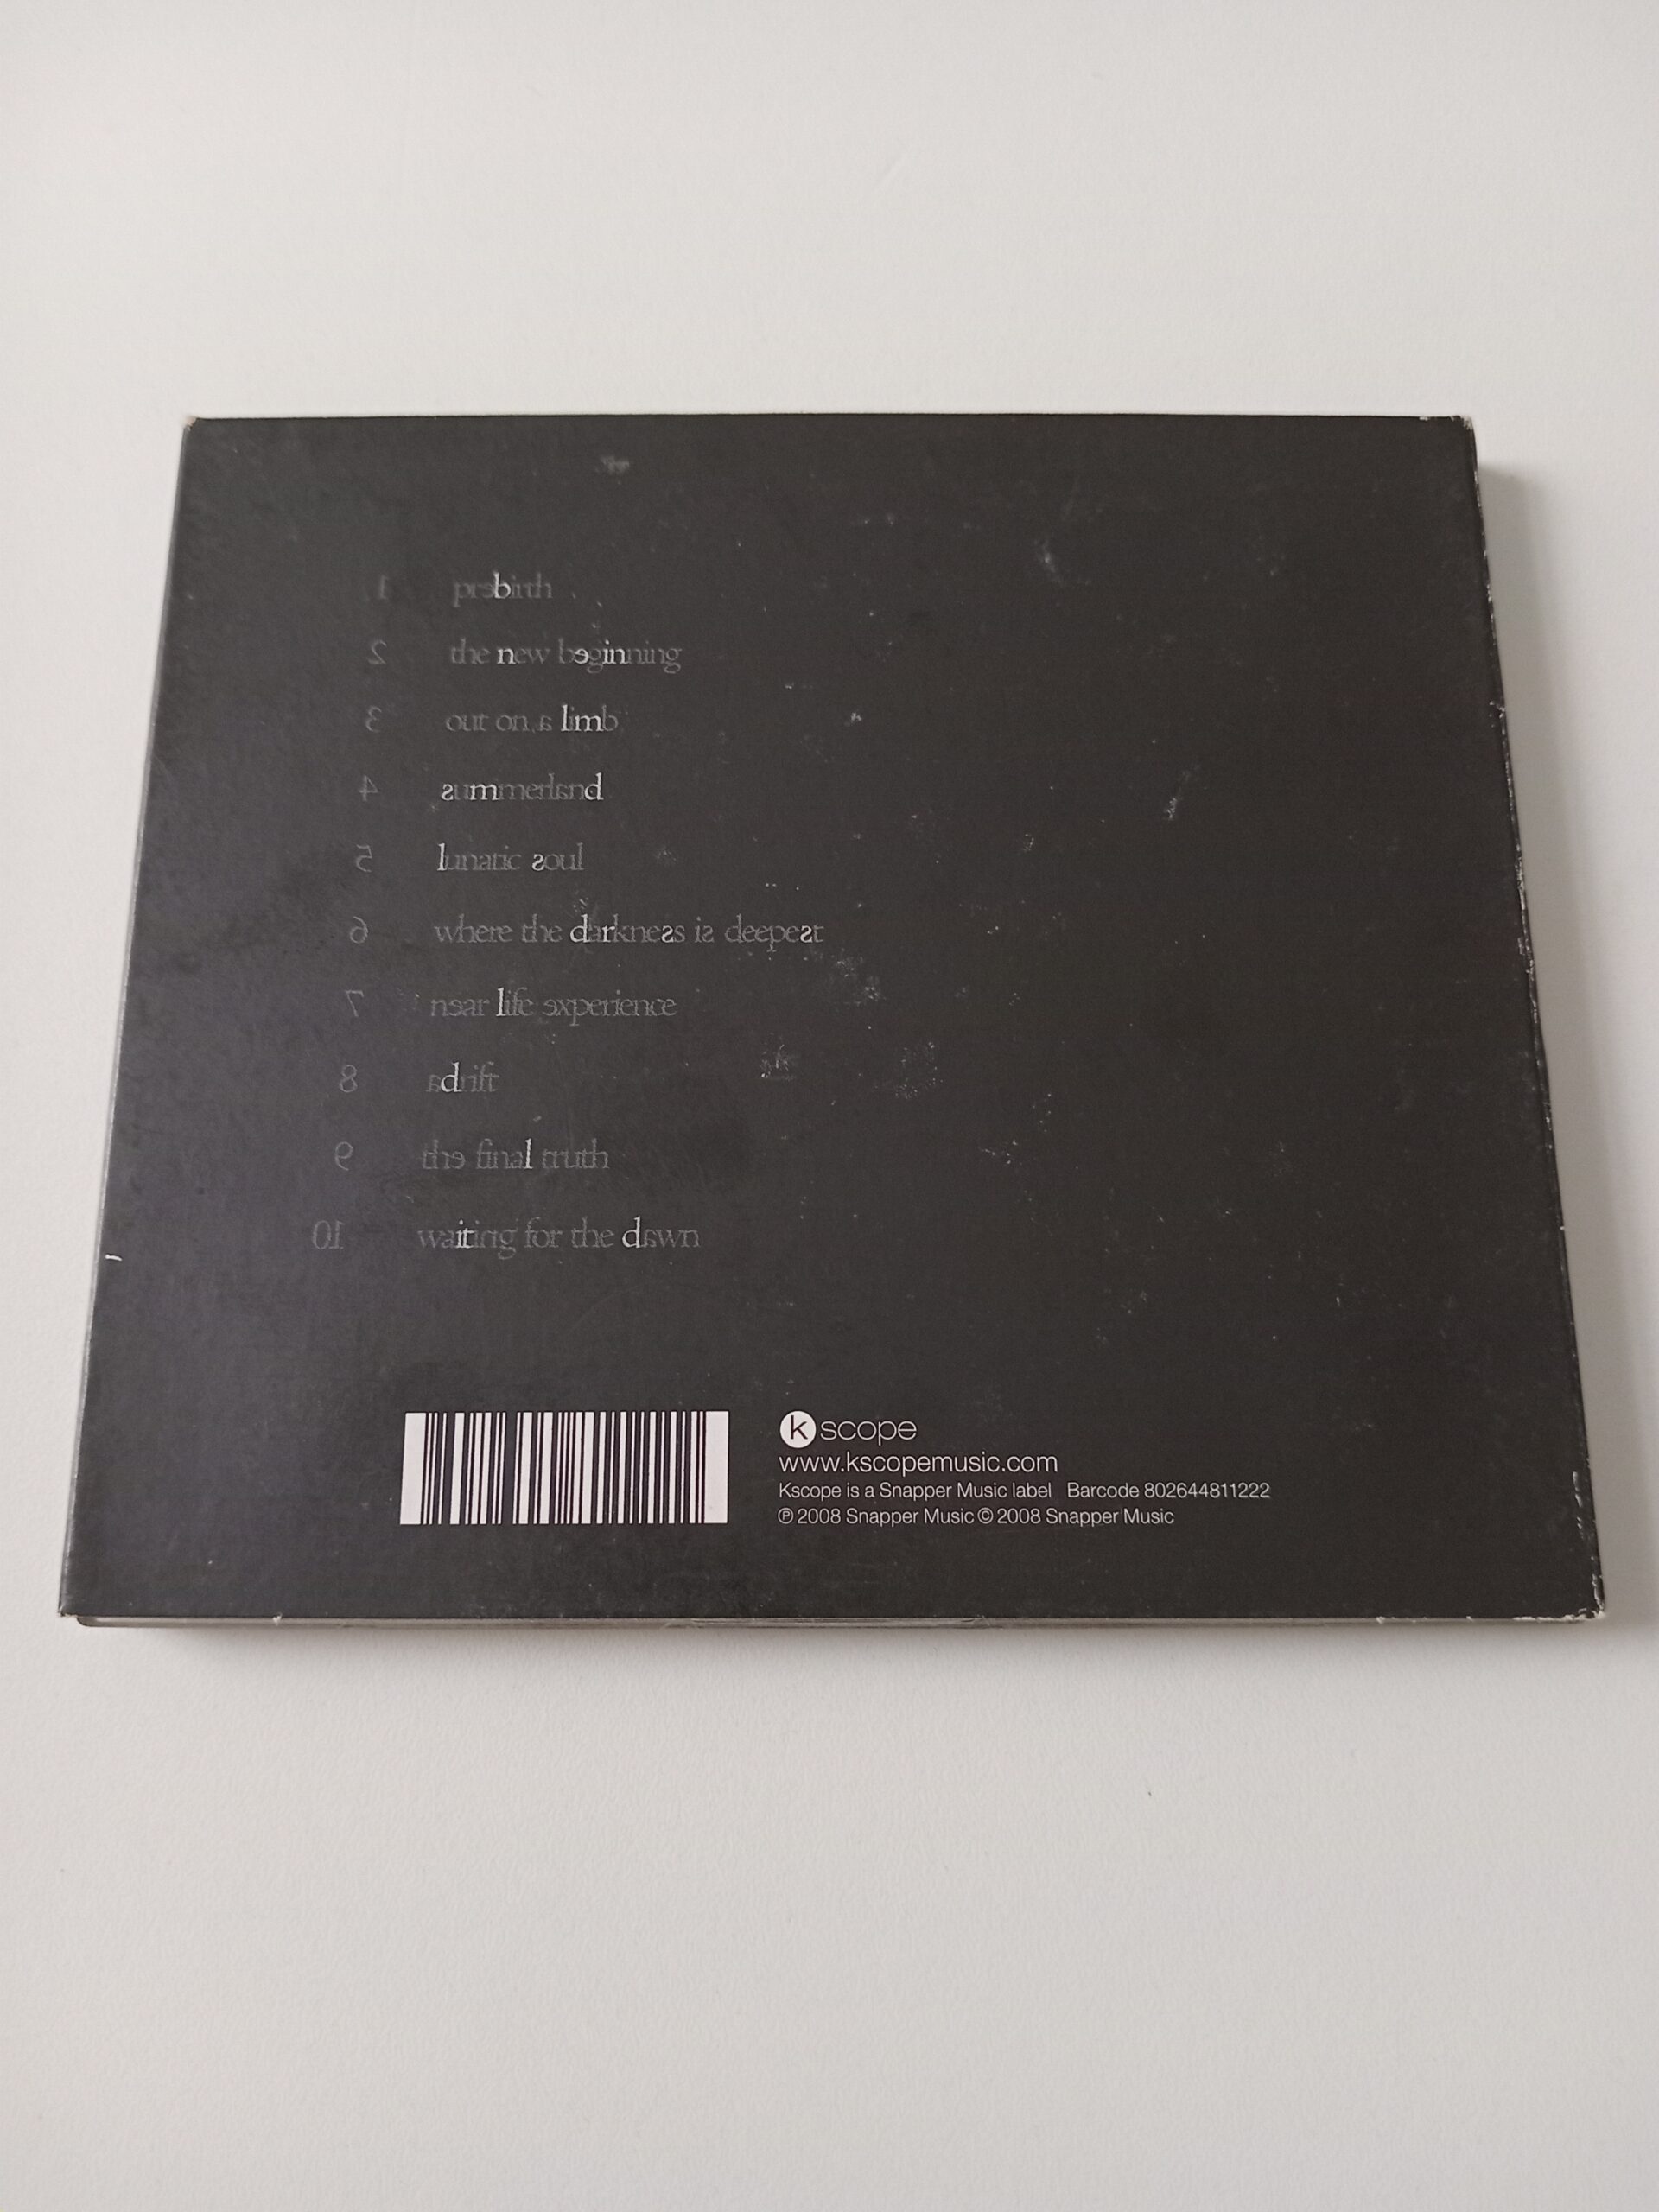 1 prebirth
2 the new beginning
3 out on a limb
4 summerland
5 lunatic soul
6 where the darkness is deepest
7 near life experience
8 adrift
9 the final truth
10 waiting for the dawn
kscope
www.kscopemusic.com
Kscope is a Snapper Music label Barcode 802644811222
℗ 2008 Snapper Music © 2008 Snapper Music